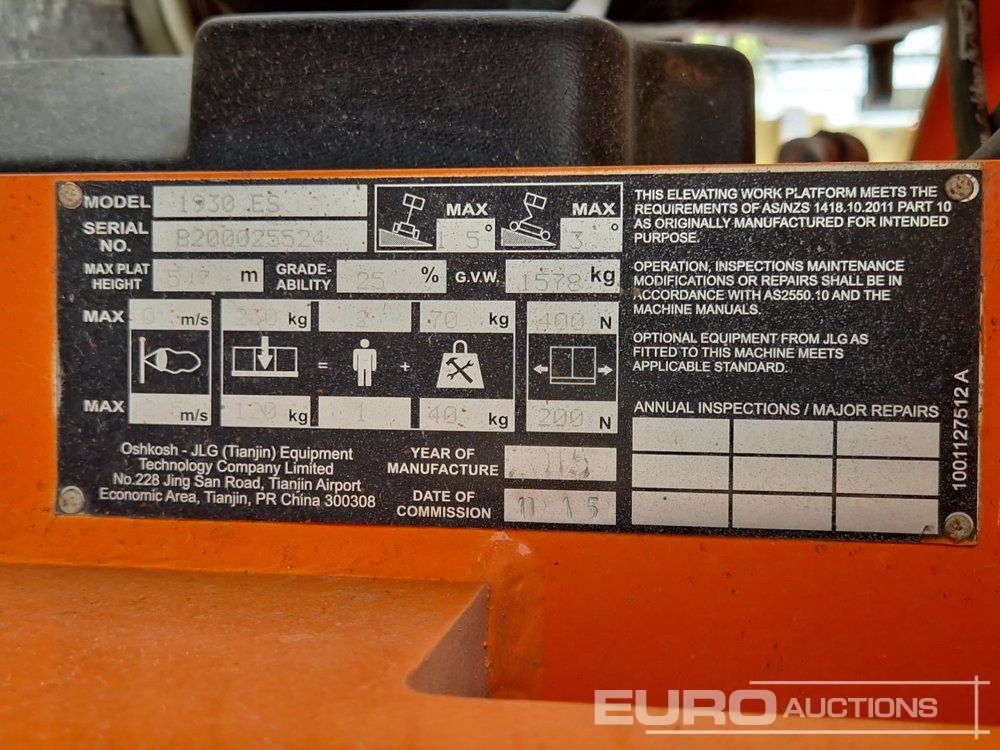 MODEL 1930 ES
SERIAL NO. B200025524
MAX MAX
1.5° 3°
MAX PLAT HEIGHT m GRADE-ABILITY 25 % G.V.W. 1578 kg
MAX 0 m/s 230 kg 2 70 kg 400 N
= +
MAX m/s 120 kg 1 40 kg 200 N
Oshkosh - JLG (Tianjin) Equipment
Technology Company Limited
No.228 Jing San Road, Tianjin Airport
Economic Area, Tianjin, PR China 300308
YEAR OF MANUFACTURE 2015
DATE OF COMMISSION 11 15
THIS ELEVATING WORK PLATFORM MEETS THE
REQUIREMENTS OF AS/NZS 1418.10.2011 PART 10
AS ORIGINALLY MANUFACTURED FOR INTENDED
PURPOSE.
OPERATION, INSPECTIONS MAINTENANCE
MODIFICATIONS OR REPAIRS SHALL BE IN
ACCORDANCE WITH AS2550.10 AND THE
MACHINE MANUALS.
OPTIONAL EQUIPMENT FROM JLG AS
FITTED TO THIS MACHINE MEETS
APPLICABLE STANDARD.
ANNUAL INSPECTIONS / MAJOR REPAIRS
1001127512 A
EURO AUCTIONS